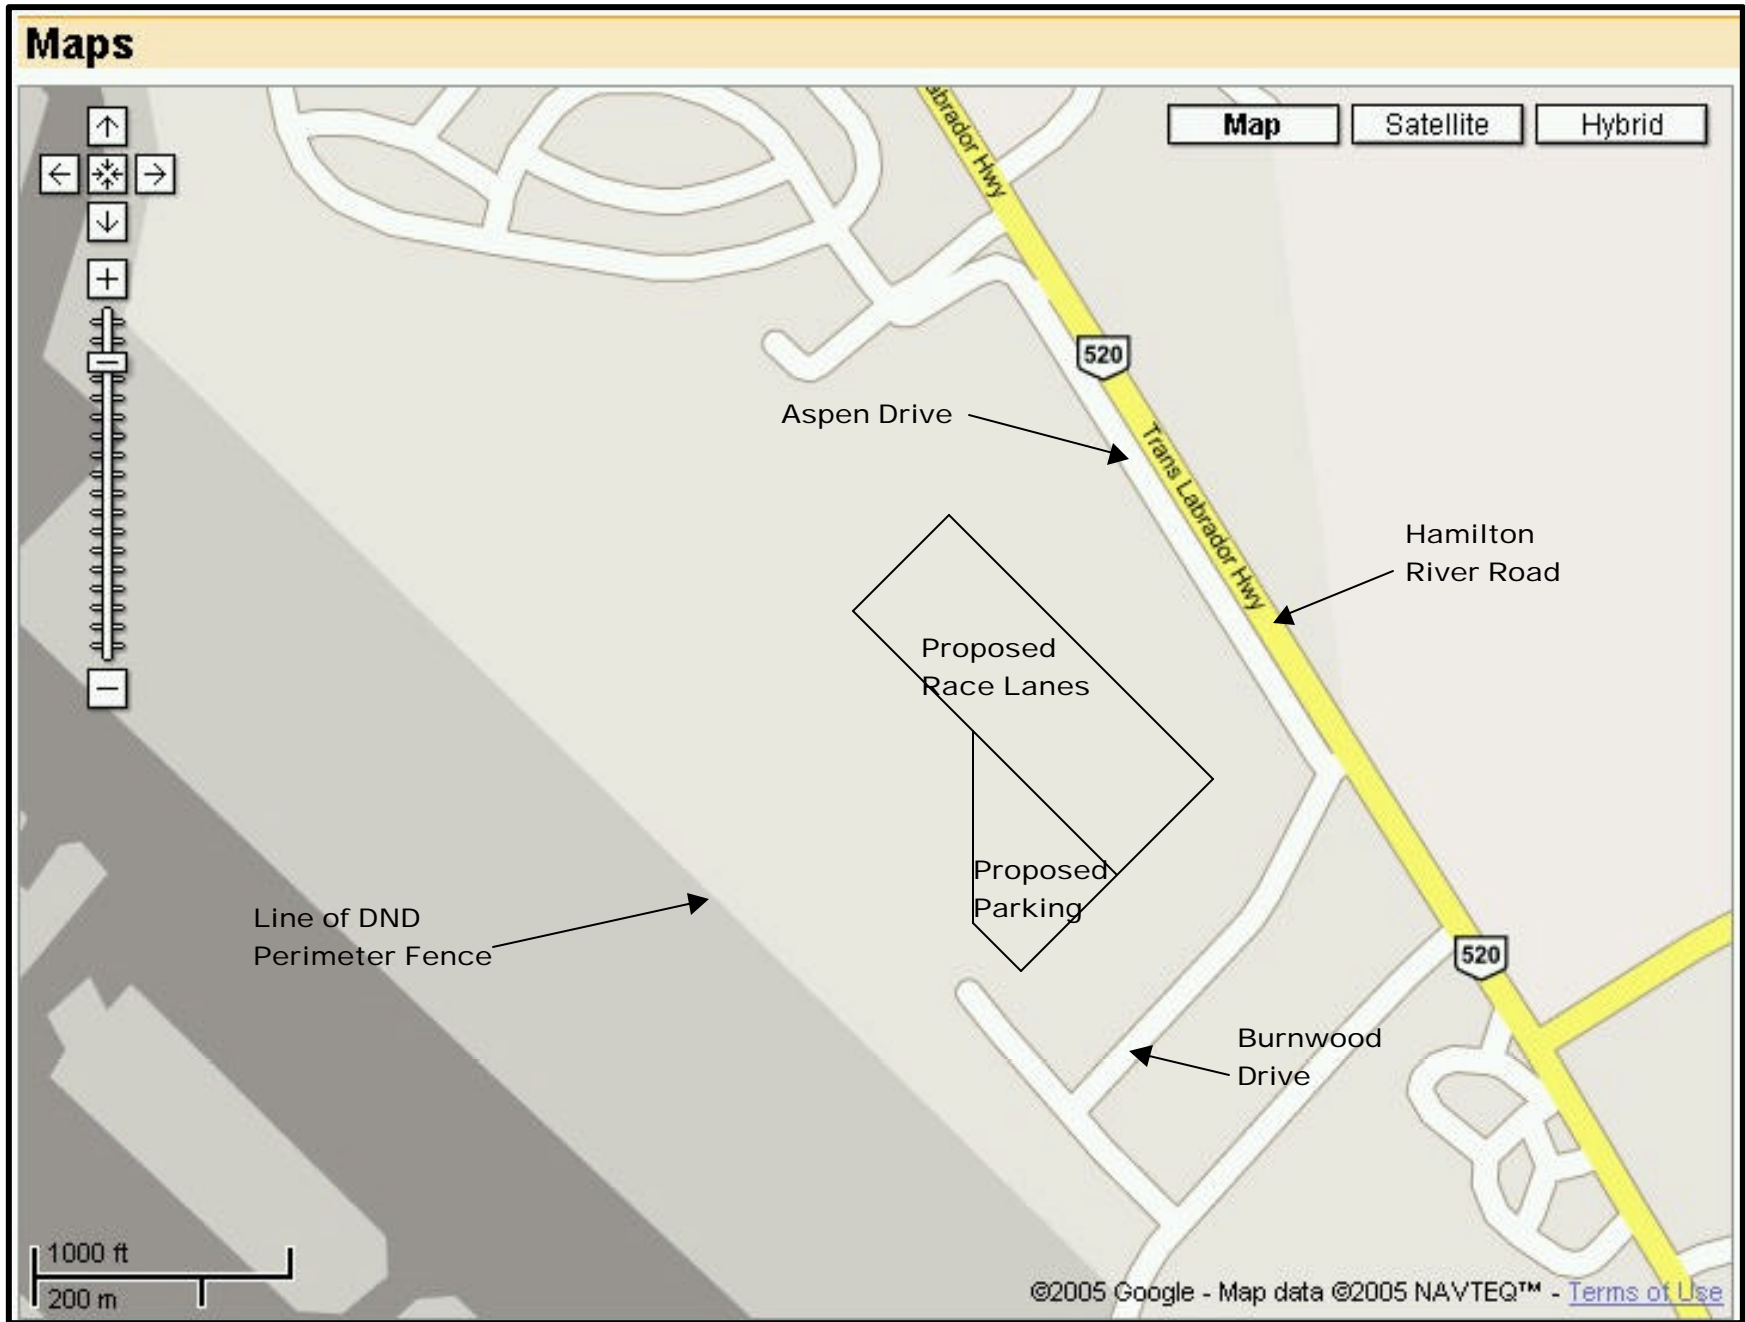 Maps
Map
Satellite
Hybrid
abrador Hwy
520
Aspen Drive
Trans Labrador Hwy
Hamilton
River Road
Proposed
Race Lanes
Proposed
Parking
Line of DND
Perimeter Fence
520
Burnwood
Drive
1000 ft
200 m
©2005 Google - Map data ©2005 NAVTEQ™ - Terms of Use